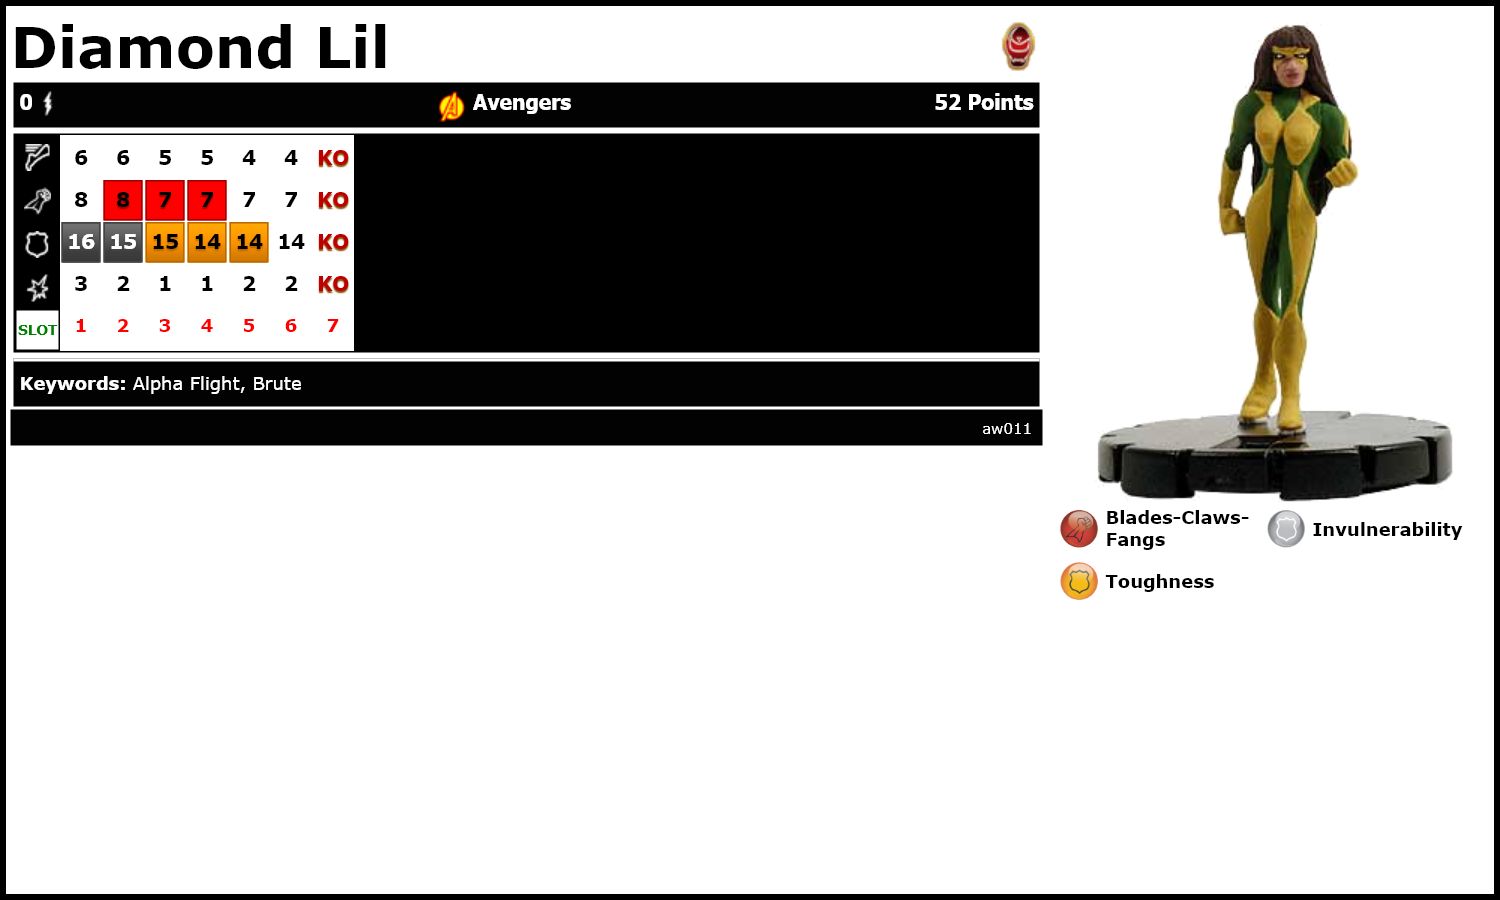 Diamond Lil
0 Avengers 52 Points
6 6 5 5 4 4 KO
8 8 7 7 7 7 KO
16 15 15 14 14 14 KO
3 2 1 1 2 2 KO
SLOT 1 2 3 4 5 6 7
Keywords: Alpha Flight, Brute
aw011
Blades-Claws-
Fangs
Invulnerability
Toughness